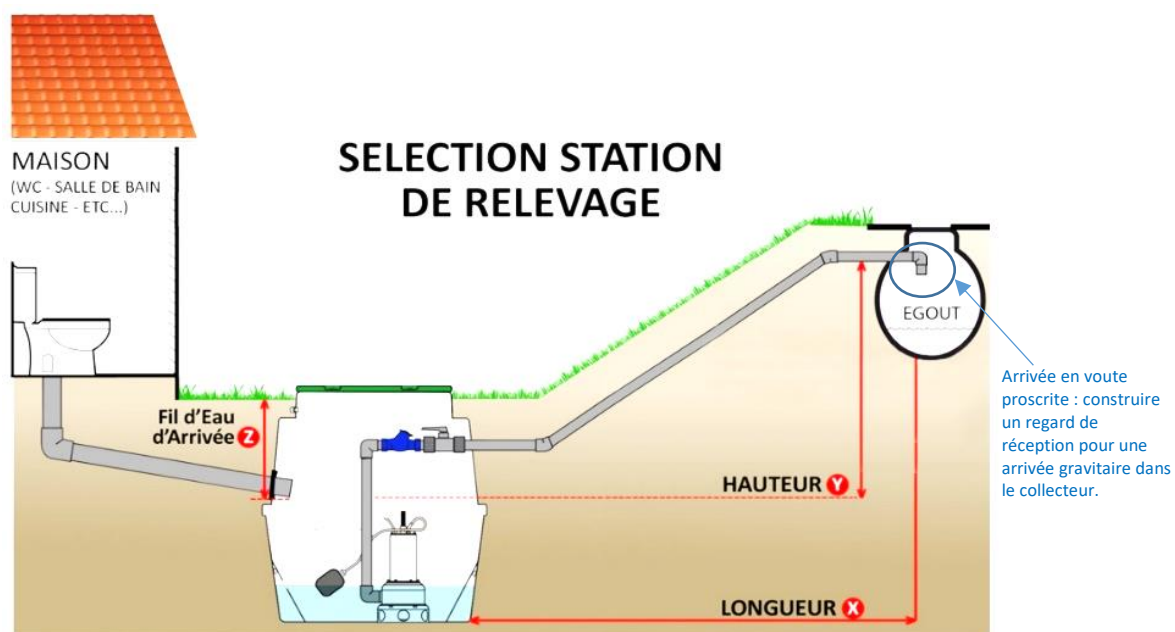 MAISON
(WC - SALLE DE BAIN
CUISINE - ETC...)
SELECTION STATION
DE RELEVAGE
EGOUT
Arrivée en voute
proscrite : construire
un regard de
réception pour une
arrivée gravitaire dans
le collecteur.
Fil d'Eau
d'Arrivée Z
HAUTEUR Y
LONGUEUR X